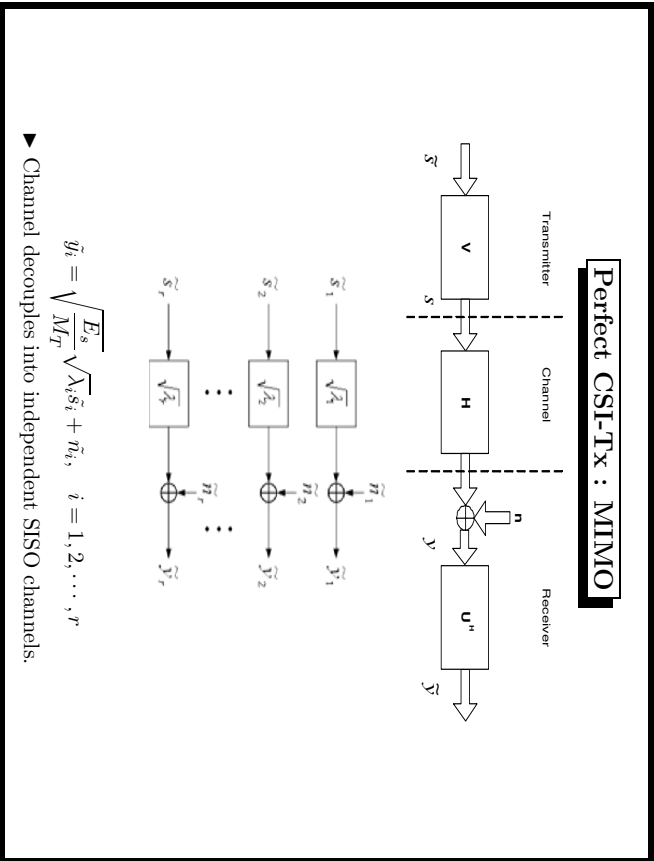 Perfect CSI-Tx : MIMO
Transmitter Channel Receiver
n
s̃ V s H y Uᴴ ỹ
ñ₁
s̃₁ √λ₁ ỹ₁
ñ₂
s̃₂ √λ₂ ỹ₂
... ...
ñᵣ
s̃ᵣ √λᵣ ỹᵣ
ỹᵢ = √(Eₛ/M_T) √λᵢ s̃ᵢ + ñᵢ, i = 1, 2, ⋯ , r
▶ Channel decouples into independent SISO channels.